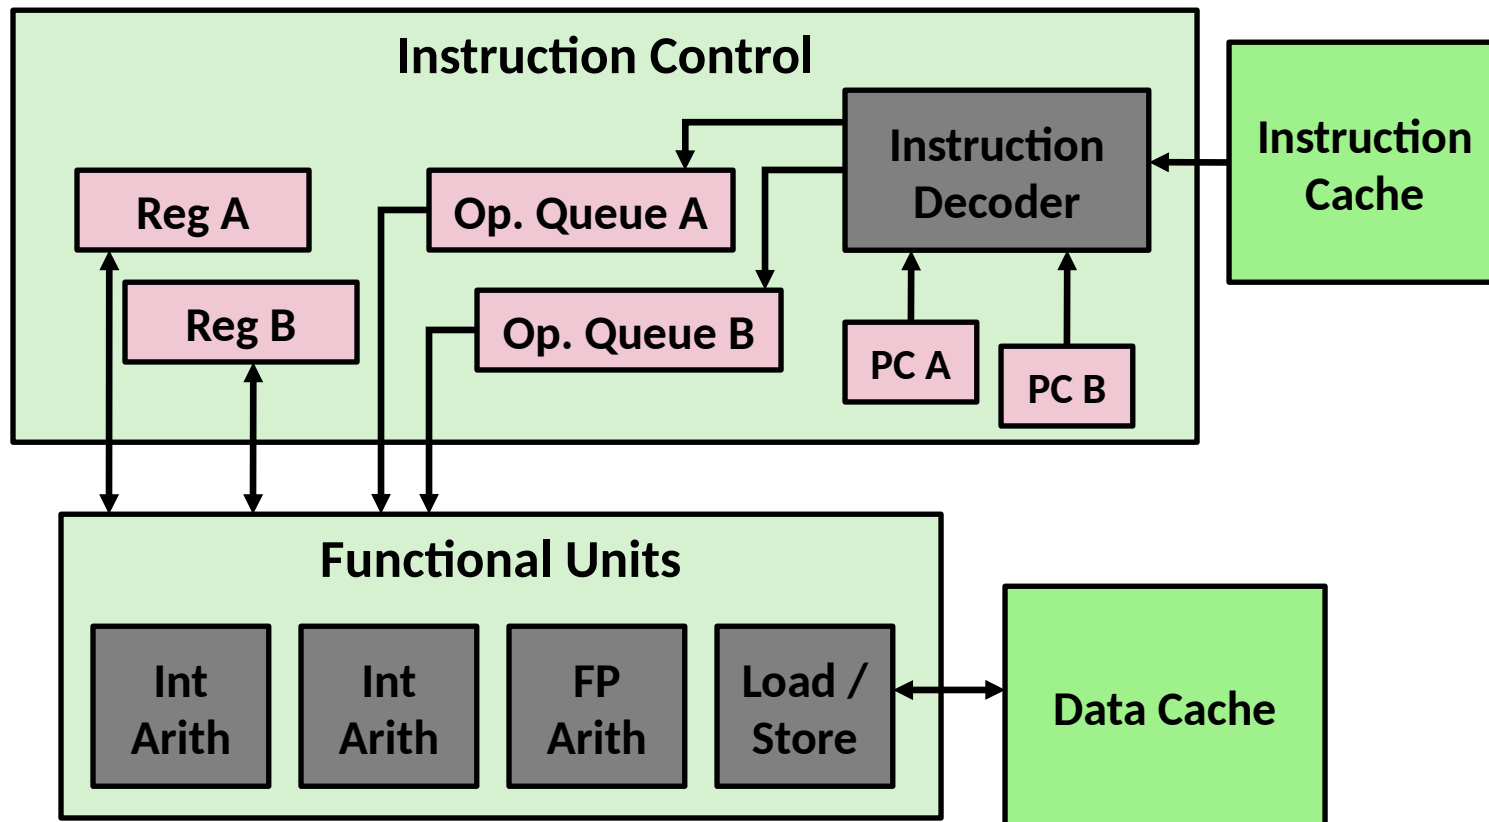 Instruction Control
Instruction
Cache
Instruction
Decoder
Reg A
Op. Queue A
Reg B
Op. Queue B
PC A
PC B
Functional Units
Int
Arith
Int
Arith
FP
Arith
Load /
Store
Data Cache